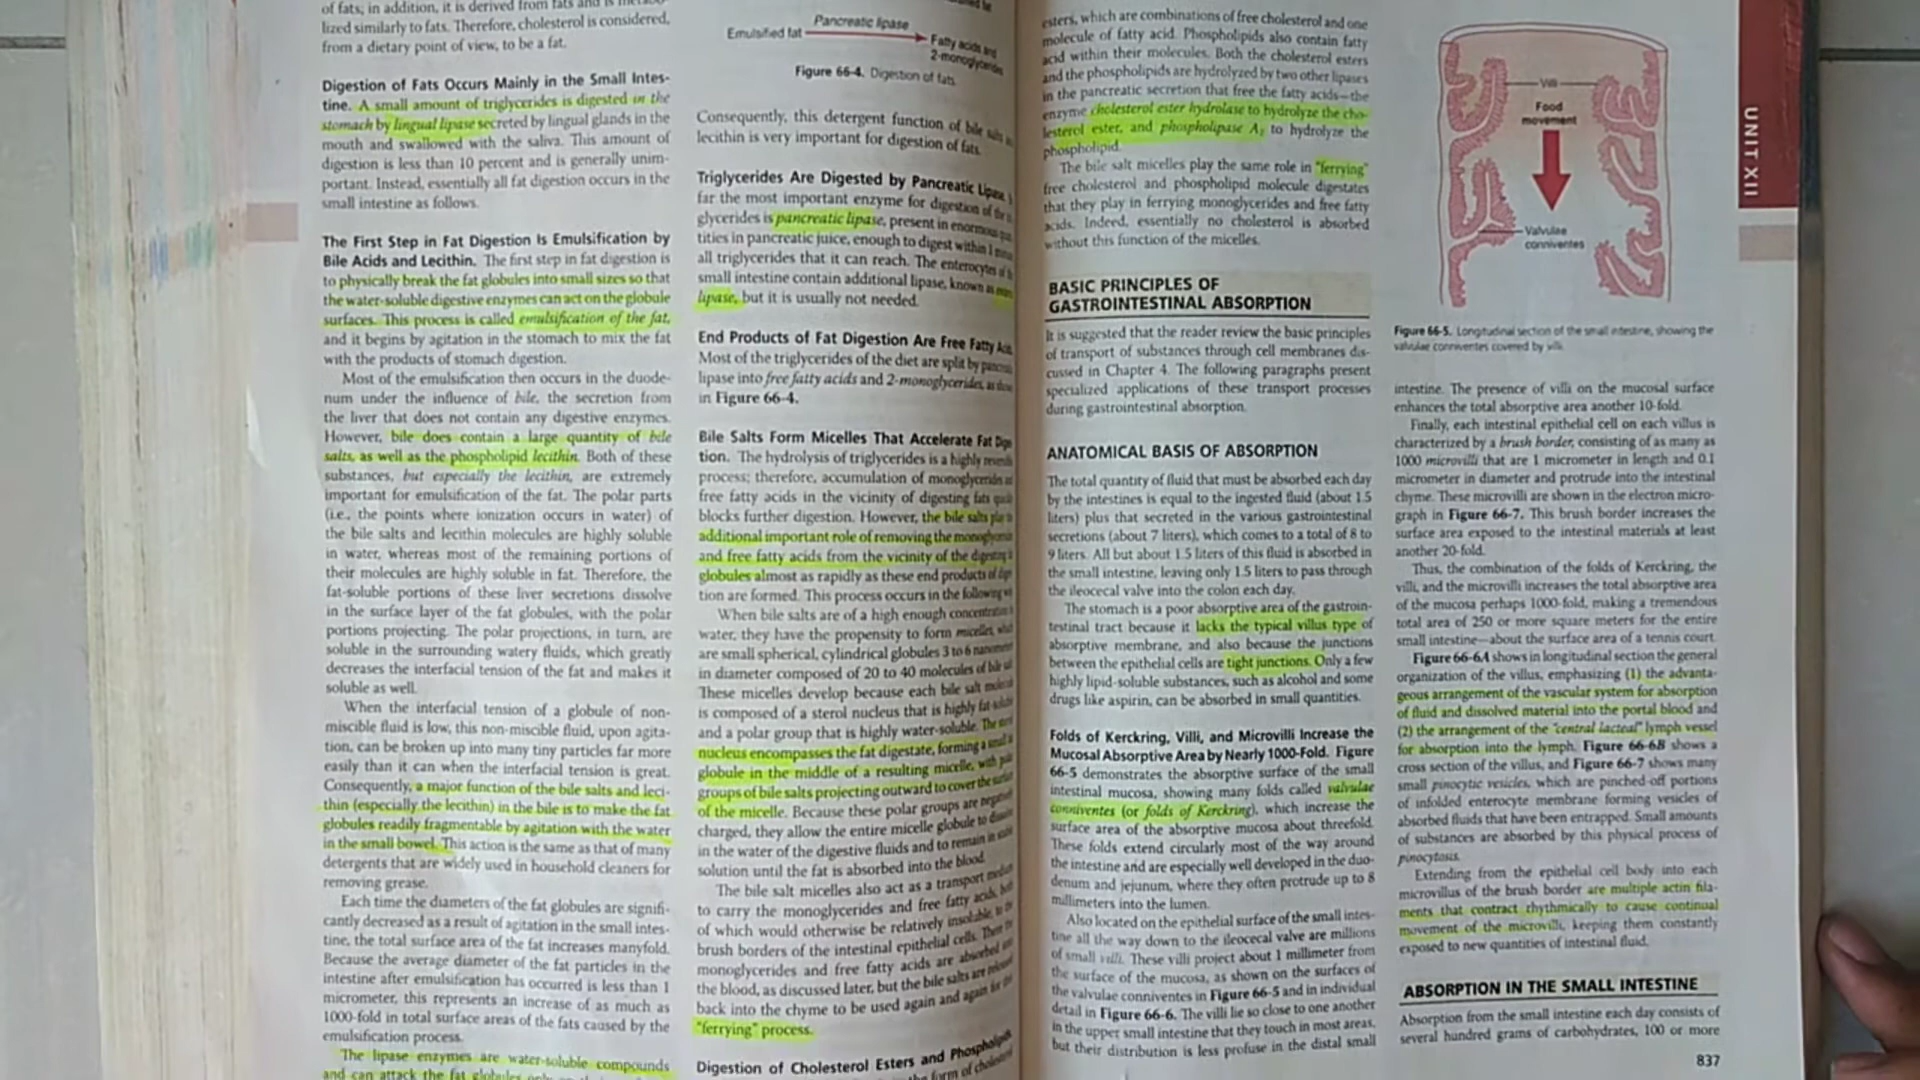 of fats; in addition, it is derived from fats and is
lized similarly to fats. Therefore, cholesterol is considered,
from a dietary point of view, to be a fat.
Digestion of Fats Occurs Mainly in the Small Intes-
tine. A small amount of triglycerides is digested in the
stomach by lingual lipase secreted by lingual glands in the
mouth and swallowed with the saliva. This amount of
digestion is less than 10 percent and is generally unim-
portant. Instead, essentially all fat digestion occurs in the
small intestine as follows.
The First Step in Fat Digestion Is Emulsification by
Bile Acids and Lecithin. The first step in fat digestion is
to physically break the fat globules into small sizes so that
the water-soluble digestive enzymes can act on the globule
surfaces. This process is called emulsification of the fat,
and it begins by agitation in the stomach to mix the fat
with the products of stomach digestion.
Most of the emulsification then occurs in the duode-
num under the influence of bile, the secretion from
the liver that does not contain any digestive enzymes.
However, bile does contain a large quantity of bile
salts, as well as the phospholipid lecithin. Both of these
substances, but especially the lecithin, are extremely
important for emulsification of the fat. The polar parts
(i.e., the points where ionization occurs in water) of
the bile salts and lecithin molecules are highly soluble
in water, whereas most of the remaining portions of
their molecules are highly soluble in fat. Therefore, the
fat-soluble portions of these liver secretions dissolve
in the surface layer of the fat globules, with the polar
portions projecting. The polar projections, in turn, are
soluble in the surrounding watery fluids, which greatly
decreases the interfacial tension of the fat and makes it
soluble as well.
When the interfacial tension of a globule of non-
miscible fluid is low, this non-miscible fluid, upon agita-
tion, can be broken up into many tiny particles far more
easily than it can when the interfacial tension is great.
Consequently, a major function of the bile salts and leci-
thin (especially the lecithin) in the bile is to make the fat
globules readily fragmentable by agitation with the water
in the small bowel. This action is the same as that of many
detergents that are widely used in household cleaners for
removing grease.
Each time the diameters of the fat globules are signifi-
cantly decreased as a result of agitation in the small intes-
tine, the total surface area of the fat increases manyfold.
Because the average diameter of the fat particles in the
intestine after emulsification has occurred is less than 1
micrometer, this represents an increase of as much as
1000-fold in total surface areas of the fats caused by the
emulsification process.
The lipase enzymes are water-soluble compounds
and can attack the fat globules only on their
Pancreatic lipase
Emulsified fat
Fatty acids and
2-monoglycerides
Figure 66-4. Digestion of fats.
Consequently, this detergent function of bile salts
lecithin is very important for digestion of fats.
Triglycerides Are Digested by Pancreatic Lipase.
far the most important enzyme for digestion of the
glycerides is pancreatic lipase, present in enormous
tities in pancreatic juice, enough to digest within 1
all triglycerides that it can reach. The enterocytes of
small intestine contain additional lipase, known as
lipase, but it is usually not needed.
End Products of Fat Digestion Are Free Fatty
Most of the triglycerides of the diet are split by
lipase into free fatty acids and 2-monoglycerides, as
in Figure 66-4.
Bile Salts Form Micelles That Accelerate Fat
tion. The hydrolysis of triglycerides is a highly
process; therefore, accumulation of monoglycerides
free fatty acids in the vicinity of digesting fats
blocks further digestion. However, the bile salts
additional important role of removing the
and free fatty acids from the vicinity of the digesting
globules almost as rapidly as these end products of
tion are formed. This process occurs in the following
When bile salts are of a high enough concentration
water, they have the propensity to form micelles,
are small spherical, cylindrical globules 3 to 6
in diameter composed of 20 to 40 molecules of bile
These micelles develop because each bile salt
is composed of a sterol nucleus that is highly
and a polar group that is highly water-soluble. The
nucleus encompasses the fat digestate, forming a small
globule in the middle of a resulting micelle, with
groups of bile salts projecting outward to cover the
of the micelle. Because these polar groups are
charged, they allow the entire micelle globule to
in the water of the digestive fluids and to remain in
solution until the fat is absorbed into the blood.
The bile salt micelles also act as a transport
to carry the monoglycerides and free fatty acids,
of which would otherwise be relatively insoluble, to the
brush borders of the intestinal epithelial cells. There the
monoglycerides and free fatty acids are absorbed into
the blood, as discussed later, but the bile salts are
back into the chyme to be used again and again for
"ferrying" process.
Digestion of Cholesterol Esters and Phospholipids.
form of
esters, which are combinations of free cholesterol and one
molecule of fatty acid. Phospholipids also contain fatty
acid within their molecules. Both the cholesterol esters
and the phospholipids are hydrolyzed by two other lipases
in the pancreatic secretion that free the fatty acids—the
enzyme cholesterol ester hydrolase to hydrolyze the cho-
lesterol ester, and phospholipase A2 to hydrolyze the
phospholipid.
The bile salt micelles play the same role in "ferrying"
free cholesterol and phospholipid molecule digestates
that they play in ferrying monoglycerides and free fatty
acids. Indeed, essentially no cholesterol is absorbed
without this function of the micelles.
BASIC PRINCIPLES OF
GASTROINTESTINAL ABSORPTION
It is suggested that the reader review the basic principles
of transport of substances through cell membranes dis-
cussed in Chapter 4. The following paragraphs present
specialized applications of these transport processes
during gastrointestinal absorption.
ANATOMICAL BASIS OF ABSORPTION
The total quantity of fluid that must be absorbed each day
by the intestines is equal to the ingested fluid (about 1.5
liters) plus that secreted in the various gastrointestinal
secretions (about 7 liters), which comes to a total of 8 to
9 liters. All but about 1.5 liters of this fluid is absorbed in
the small intestine, leaving only 1.5 liters to pass through
the ileocecal valve into the colon each day.
The stomach is a poor absorptive area of the gastroin-
testinal tract because it lacks the typical villus type of
absorptive membrane, and also because the junctions
between the epithelial cells are tight junctions. Only a few
highly lipid-soluble substances, such as alcohol and some
drugs like aspirin, can be absorbed in small quantities.
Folds of Kerckring, Villi, and Microvilli Increase the
Mucosal Absorptive Area by Nearly 1000-Fold. Figure
66-5 demonstrates the absorptive surface of the small
intestinal mucosa, showing many folds called valvulae
conniventes (or folds of Kerckring), which increase the
surface area of the absorptive mucosa about threefold.
These folds extend circularly most of the way around
the intestine and are especially well developed in the duo-
denum and jejunum, where they often protrude up to 8
millimeters into the lumen.
Also located on the epithelial surface of the small intes-
tine all the way down to the ileocecal valve are millions
of small villi. These villi project about 1 millimeter from
the surface of the mucosa, as shown on the surfaces of
the valvulae conniventes in Figure 66-5 and in individual
detail in Figure 66-6. The villi lie so close to one another
in the upper small intestine that they touch in most areas,
but their distribution is less profuse in the distal small
Villi
Food
movement
Valvulae
conniventes
Figure 66-5. Longitudinal section of the small intestine, showing the
valvulae conniventes covered by villi.
intestine. The presence of villi on the mucosal surface
enhances the total absorptive area another 10-fold.
Finally, each intestinal epithelial cell on each villus is
characterized by a brush border, consisting of as many as
1000 microvilli that are 1 micrometer in length and 0.1
micrometer in diameter and protrude into the intestinal
chyme. These microvilli are shown in the electron micro-
graph in Figure 66-7. This brush border increases the
surface area exposed to the intestinal materials at least
another 20-fold.
Thus, the combination of the folds of Kerckring, the
villi, and the microvilli increases the total absorptive area
of the mucosa perhaps 1000-fold, making a tremendous
total area of 250 or more square meters for the entire
small intestine—about the surface area of a tennis court.
Figure 66-6A shows in longitudinal section the general
organization of the villus, emphasizing (1) the advanta-
geous arrangement of the vascular system for absorption
of fluid and dissolved material into the portal blood and
(2) the arrangement of the "central lacteal" lymph vessel
for absorption into the lymph. Figure 66-6B shows a
cross section of the villus, and Figure 66-7 shows many
small pinocytic vesicles, which are pinched-off portions
of infolded enterocyte membrane forming vesicles of
absorbed fluids that have been entrapped. Small amounts
of substances are absorbed by this physical process of
pinocytosis.
Extending from the epithelial cell body into each
microvillus of the brush border are multiple actin fila-
ments that contract rhythmically to cause continual
movement of the microvilli, keeping them constantly
exposed to new quantities of intestinal fluid.
ABSORPTION IN THE SMALL INTESTINE
Absorption from the small intestine each day consists of
several hundred grams of carbohydrates, 100 or more
837
UNIT XII